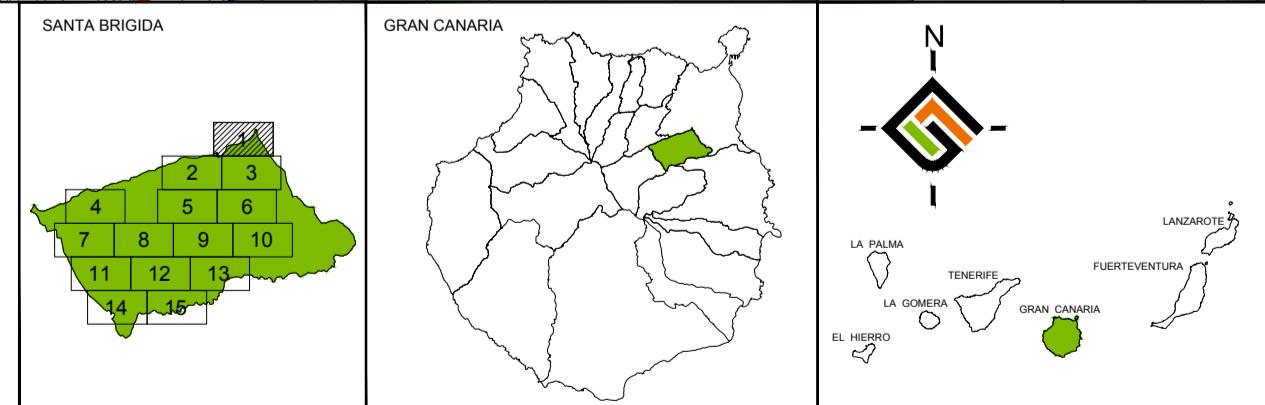 SANTA BRIGIDA
1
2 3
4 5 6
7 8 9 10
11 12 13
14 15
GRAN CANARIA
N
LANZAROTE
LA PALMA
FUERTEVENTURA
TENERIFE
LA GOMERA
GRAN CANARIA
EL HIERRO